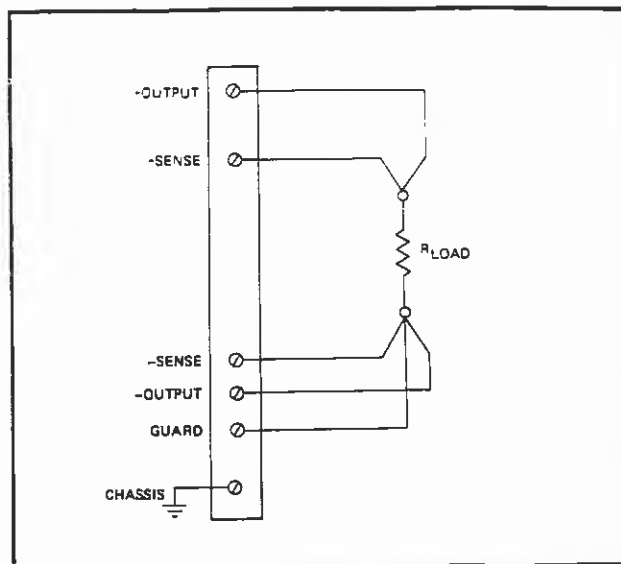 -OUTPUT
-SENSE
RLOAD
-SENSE
-OUTPUT
GUARD
CHASSIS